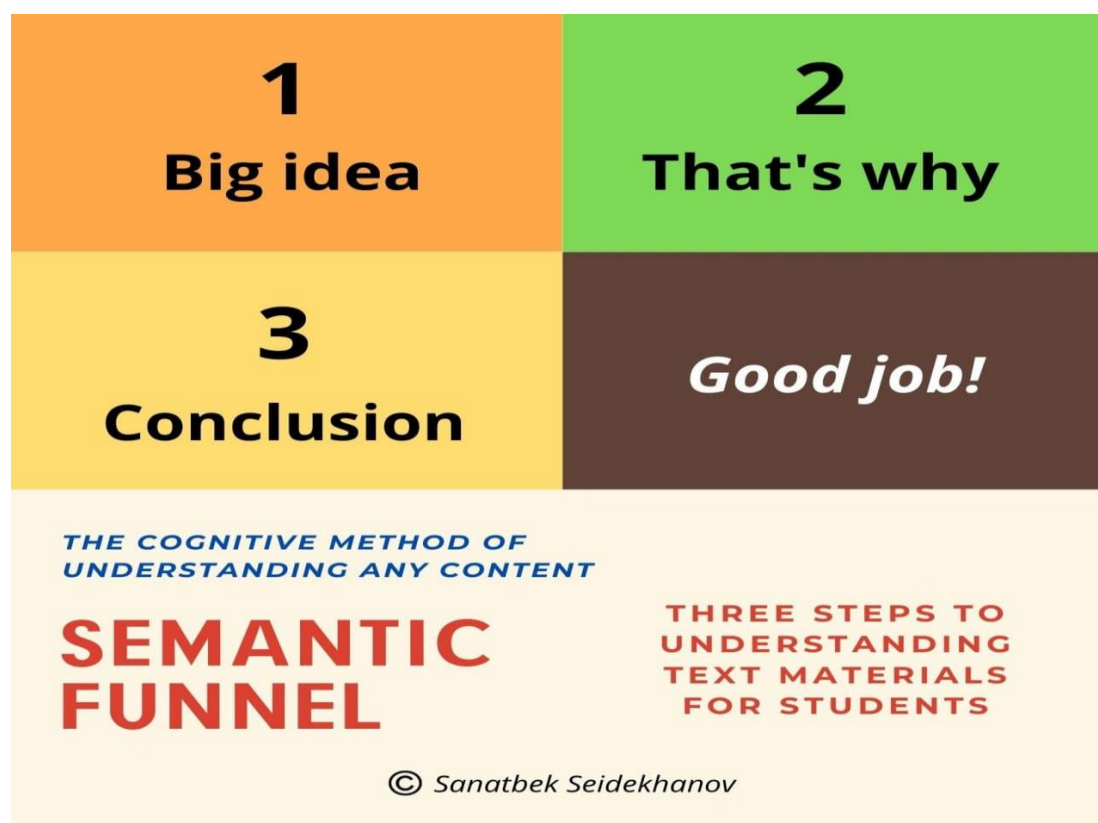 1
Big idea
2
That's why
3
Conclusion
Good job!
THE COGNITIVE METHOD OF
UNDERSTANDING ANY CONTENT
SEMANTIC
FUNNEL
THREE STEPS TO
UNDERSTANDING
TEXT MATERIALS
FOR STUDENTS
© Sanatbek Seidekhanov